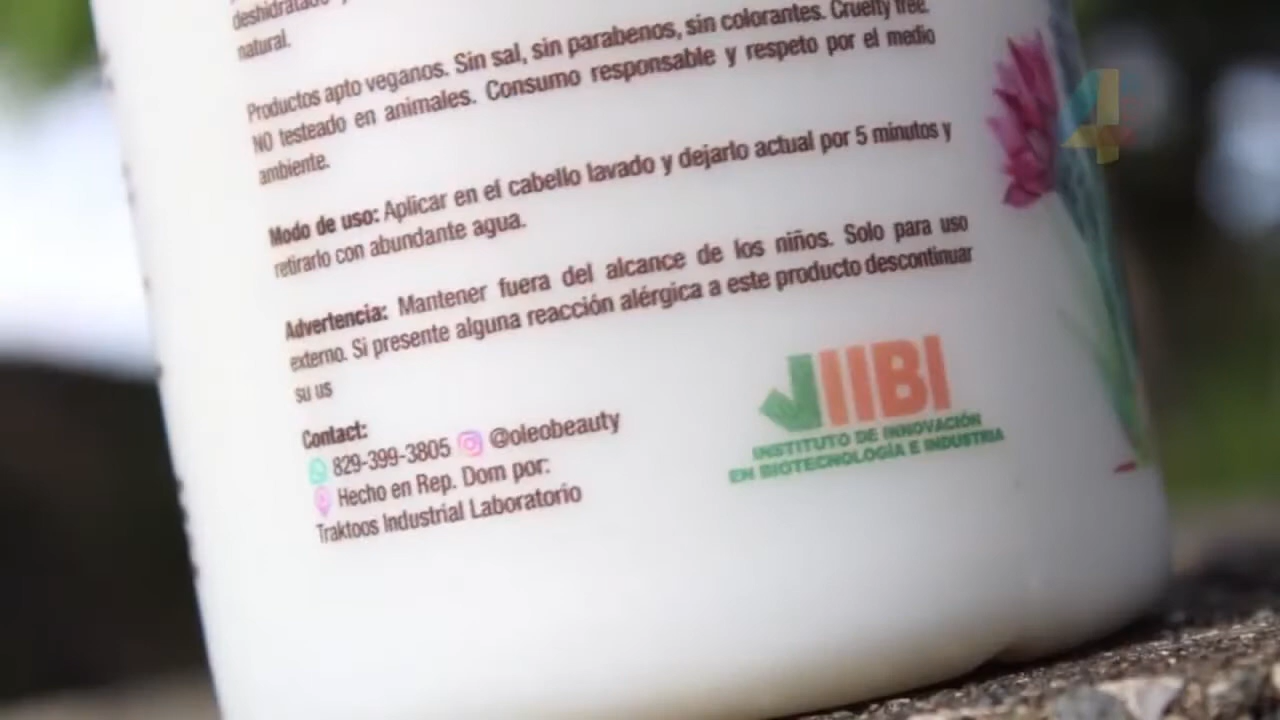 deshidratado y
natural.
Productos apto veganos. Sin sal, sin parabenos, sin colorantes. Cruelty free.
NO testeado en animales. Consumo responsable y respeto por el medio
ambiente.
Modo de uso: Aplicar en el cabello lavado y dejarlo actual por 5 minutos y
retirarlo con abundante agua.
Advertencia: Mantener fuera del alcance de los niños. Solo para uso
externo. Si presente alguna reacción alérgica a este producto descontinuar
su us
Contact:
829-399-3805 @oleobeauty
Hecho en Rep. Dom por:
Traktoos Industrial Laboratorio
IIBI
INSTITUTO DE INNOVACIÓN
EN BIOTECNOLOGÍA E INDUSTRIA
4